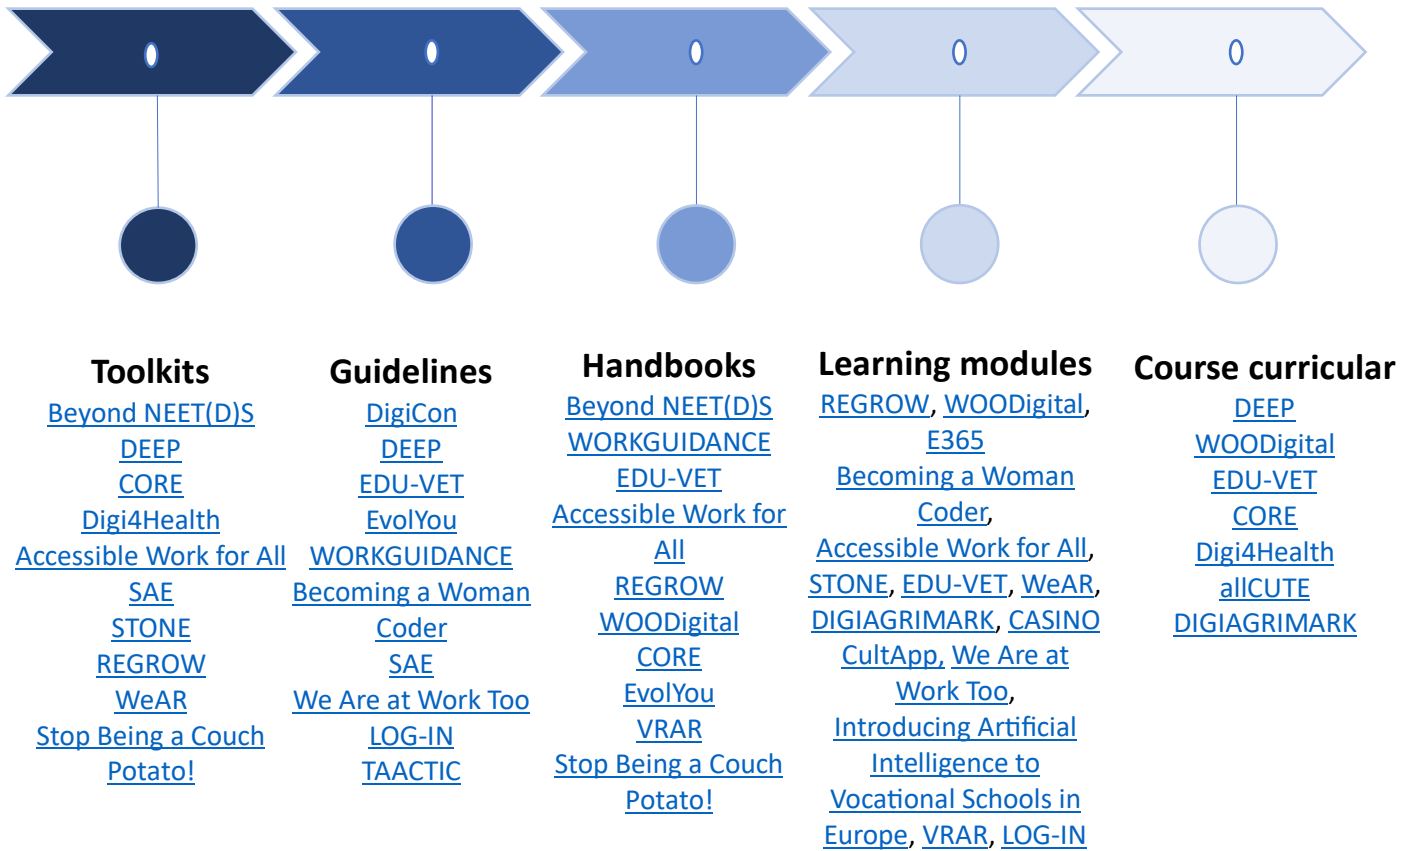 Toolkits
Beyond NEET(D)S
DEEP
CORE
Digi4Health
Accessible Work for All
SAE
STONE
REGROW
WeAR
Stop Being a Couch
Potato!
Guidelines
DigiCon
DEEP
EDU-VET
EvolYou
WORKGUIDANCE
Becoming a Woman
Coder
SAE
We Are at Work Too
LOG-IN
TAACTIC
Handbooks
Beyond NEET(D)S
WORKGUIDANCE
EDU-VET
Accessible Work for
All
REGROW
WOODigital
CORE
EvolYou
VRAR
Stop Being a Couch
Potato!
Learning modules
REGROW, WOODigital,
E365
Becoming a Woman
Coder,
Accessible Work for All,
STONE, EDU-VET, WeAR,
DIGIAGRIMARK, CASINO
CultApp, We Are at
Work Too,
Introducing Artificial
Intelligence to
Vocational Schools in
Europe, VRAR, LOG-IN
Course curricular
DEEP
WOODigital
EDU-VET
CORE
Digi4Health
allCUTE
DIGIAGRIMARK